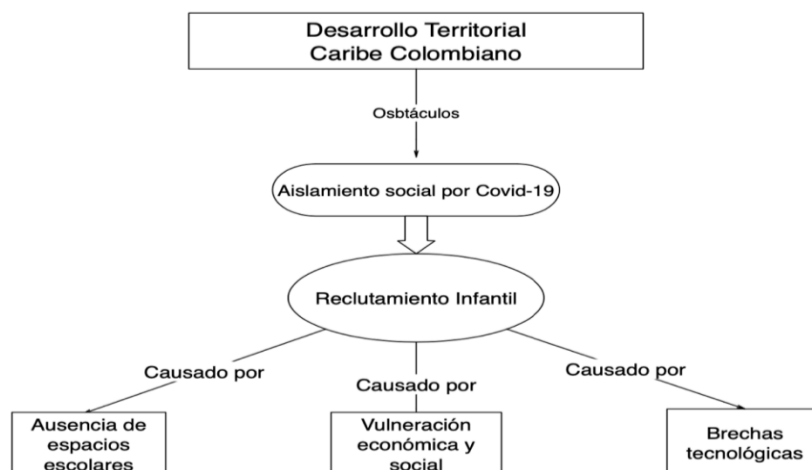 Desarrollo Territorial
Caribe Colombiano
Osbtáculos
Aislamiento social por Covid-19
Reclutamiento Infantil
Causado por
Causado por
Causado por
Ausencia de
espacios
escolares
Vulneración
económica y
social
Brechas
tecnológicas